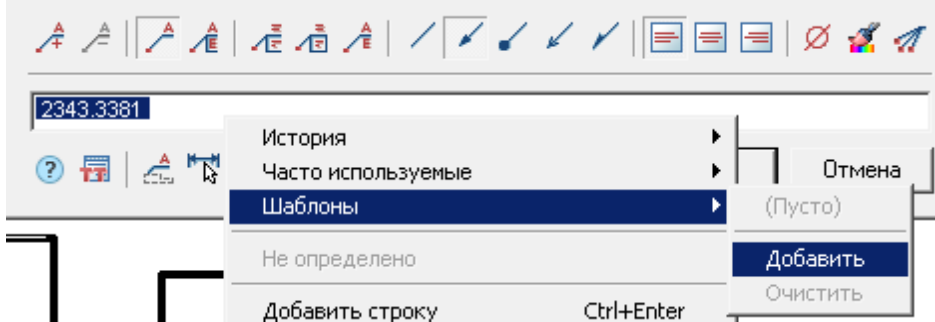 2343.3381
История
Часто используемые
Отмена
Шаблоны
(Пусто)
Не определено
Добавить
Очистить
Добавить строку Ctrl+Enter